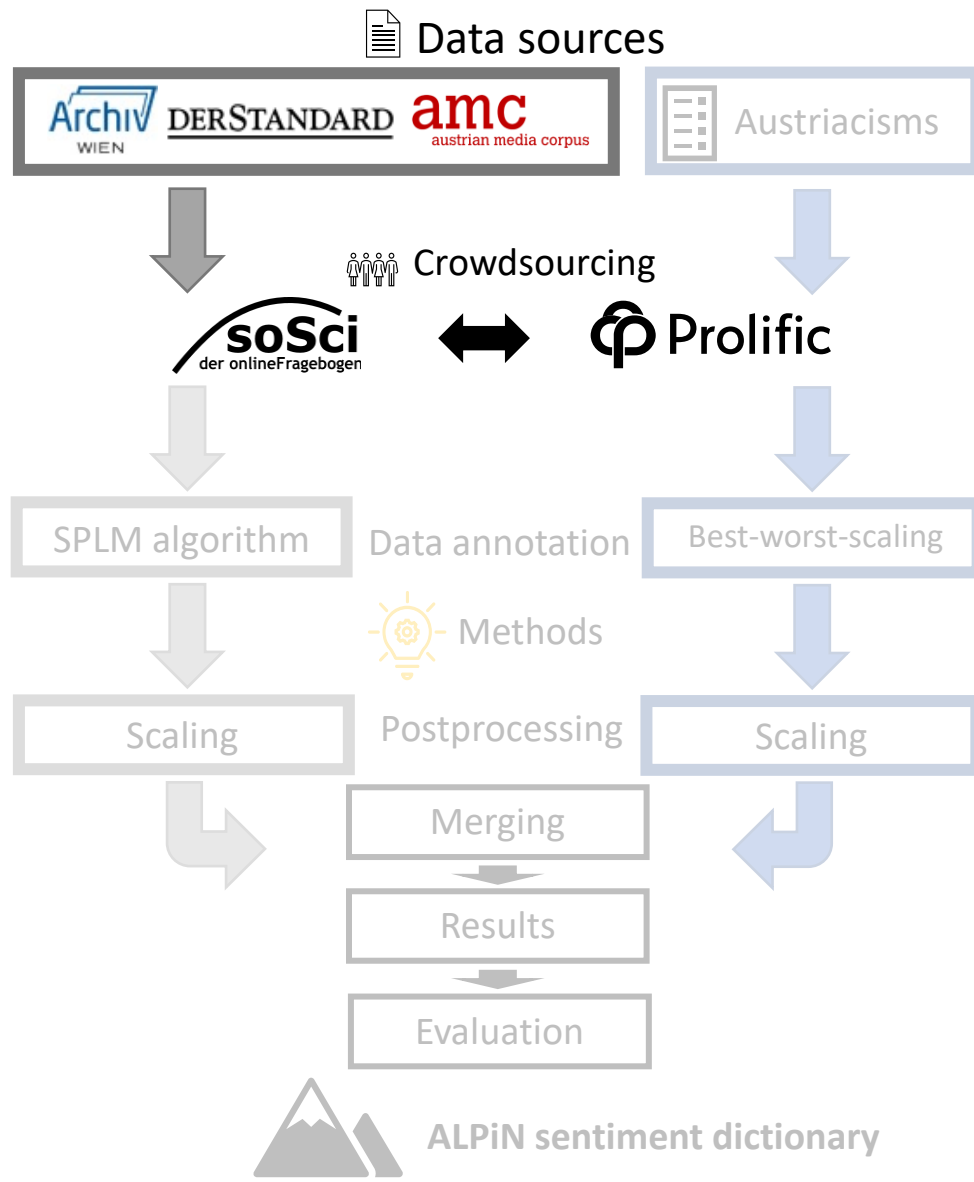 Data sources
Archiv
WIEN
DERSTANDARD
amc
austrian media corpus
Austriacisms
Crowdsourcing
soSci
der onlineFragebogen
Prolific
SPLM algorithm
Data annotation
Best-worst-scaling
Methods
Scaling
Postprocessing
Scaling
Merging
Results
Evaluation
ALPiN sentiment dictionary